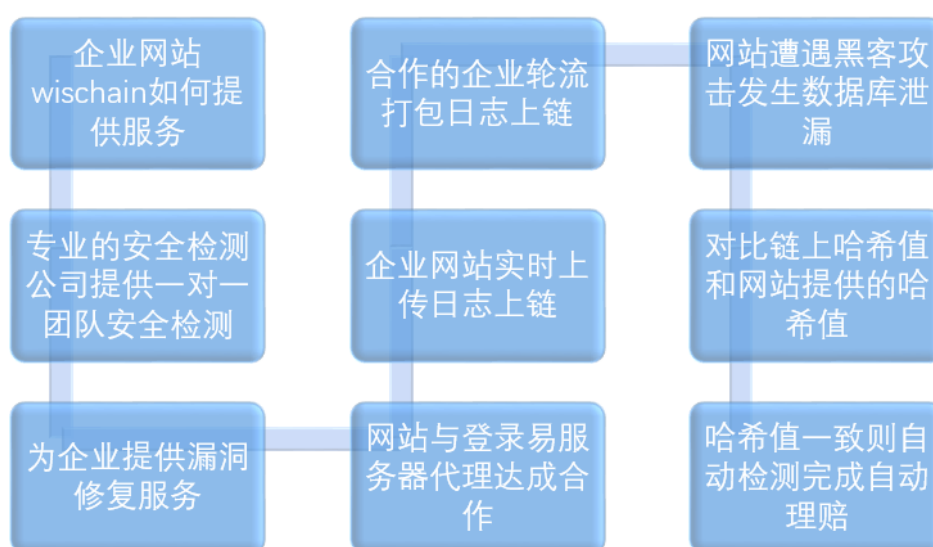 企业网站
wischain如何提
供服务
专业的安全检测
公司提供一对一
团队安全检测
为企业提供漏洞
修复服务
网站与登录易服
务器代理达成合
作
企业网站实时上
传日志上链
合作的企业轮流
打包日志上链
网站遭遇黑客攻
击发生数据库泄
漏
对比链上哈希值
和网站提供的哈
希值
哈希值一致则自
动检测完成自动
理赔